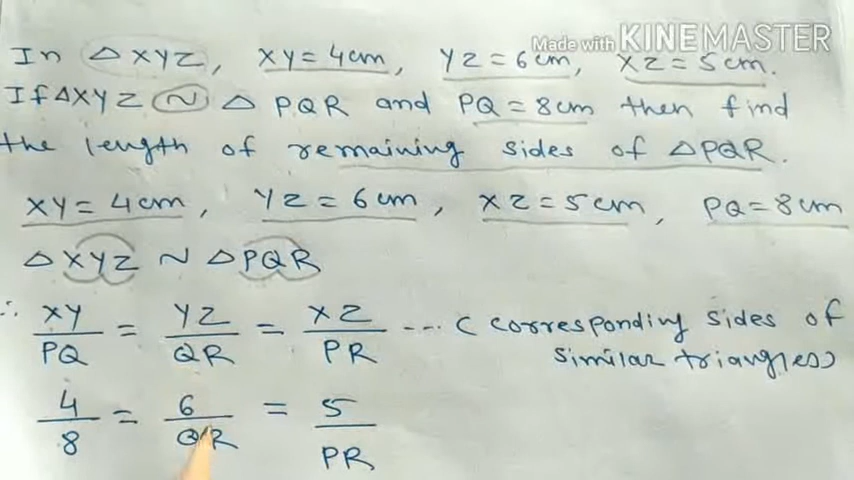 Made with KINEMASTER
In △XYZ, XY=4cm, YZ=6cm, XZ=5cm.
If △XYZ ~ △ PQR and PQ=8cm then find
the length of remaining sides of △PQR.
XY=4cm, YZ=6cm, XZ=5cm, PQ=8cm
△XYZ ~ △PQR
∴ XY/PQ = YZ/QR = XZ/PR ---- (corresponding sides of
similar triangles)
4/8 = 6/QR = 5/PR